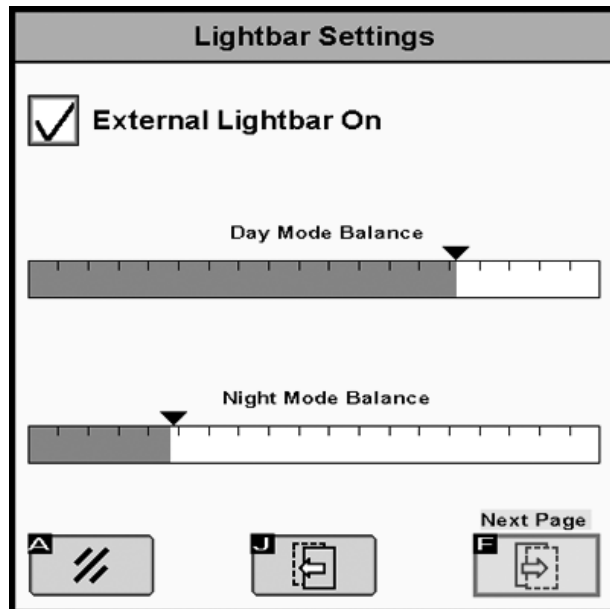 Lightbar Settings
External Lightbar On
Day Mode Balance
Night Mode Balance
Next Page
A
J
F